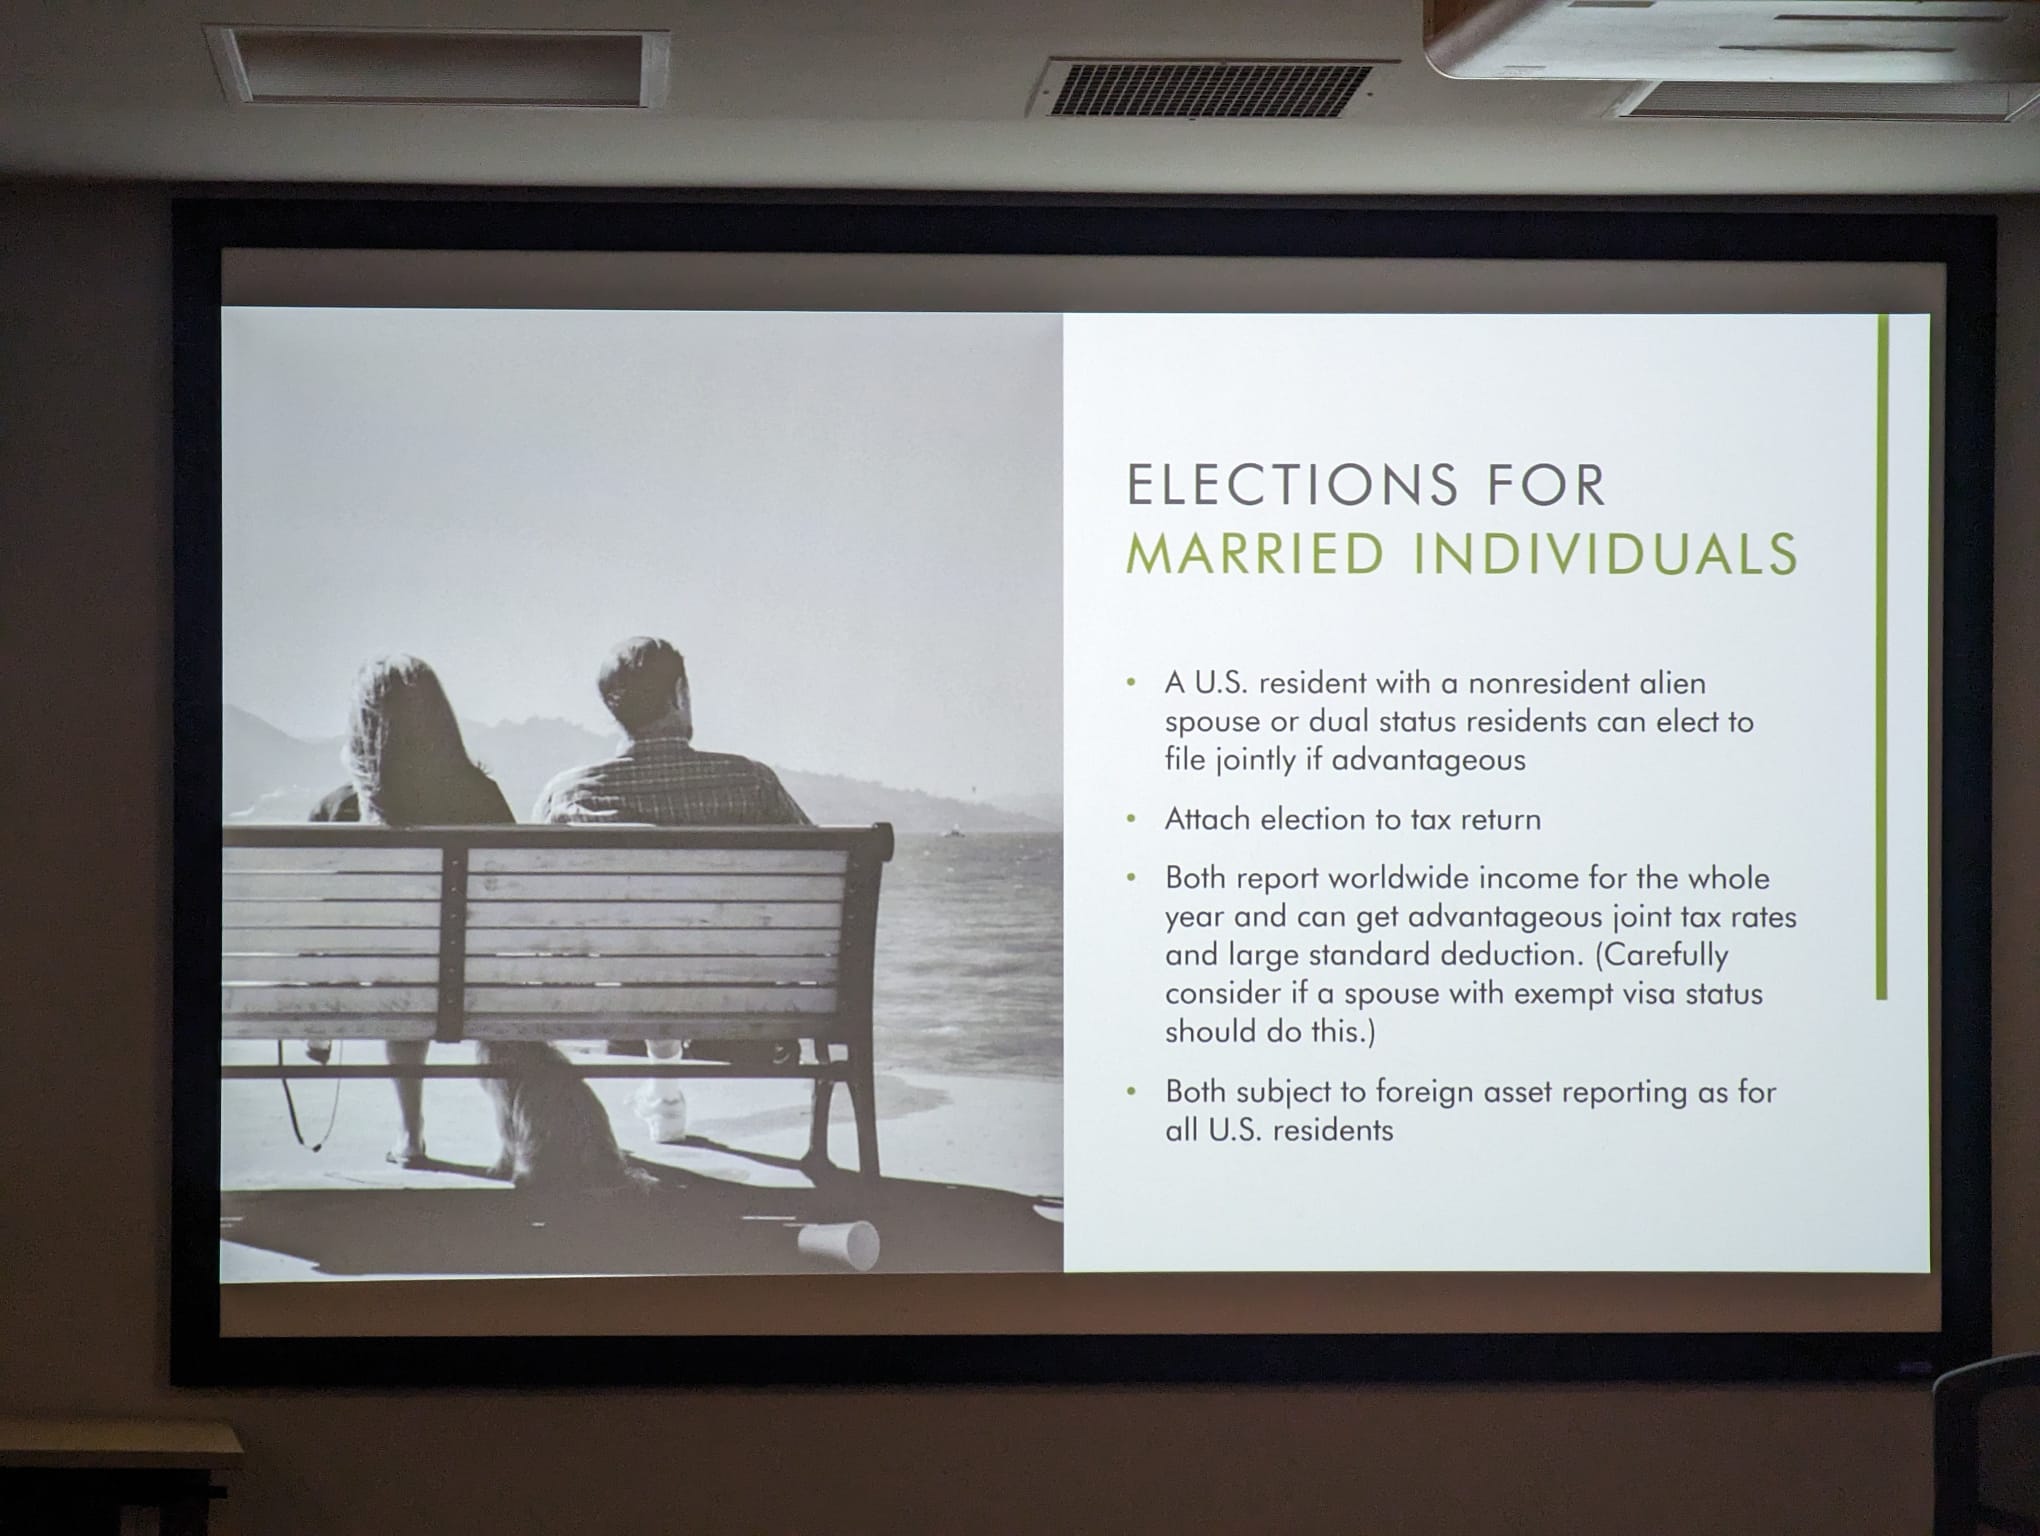 ELECTIONS FOR
MARRIED INDIVIDUALS
• A U.S. resident with a nonresident alien
spouse or dual status residents can elect to
file jointly if advantageous
• Attach election to tax return
• Both report worldwide income for the whole
year and can get advantageous joint tax rates
and large standard deduction. (Carefully
consider if a spouse with exempt visa status
should do this.)
• Both subject to foreign asset reporting as for
all U.S. residents